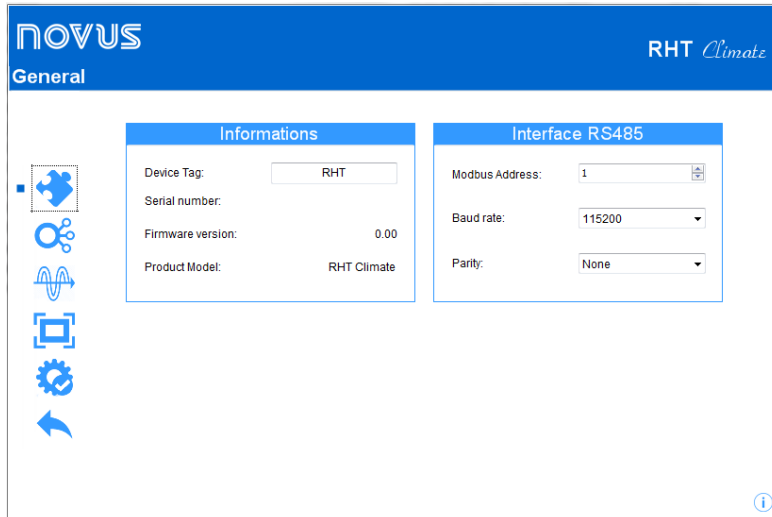 NOVUS
RHT Climate
General
Informations
Device Tag: RHT
Serial number:
Firmware version: 0.00
Product Model: RHT Climate
Interface RS485
Modbus Address: 1
Baud rate: 115200
Parity: None
i